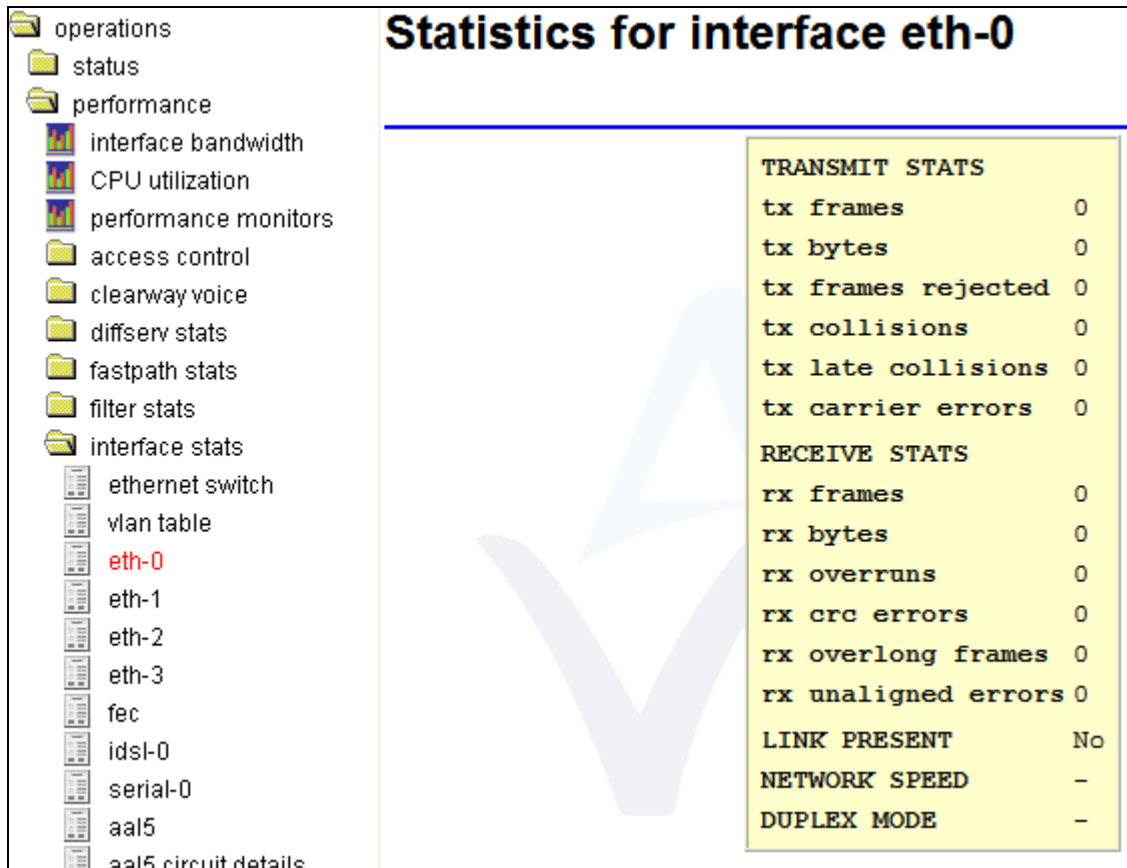 operations
status
performance
interface bandwidth
CPU utilization
performance monitors
access control
clearway voice
diffserv stats
fastpath stats
filter stats
interface stats
ethernet switch
vlan table
eth-0
eth-1
eth-2
eth-3
fec
idsl-0
serial-0
aal5
aal5 circuit details
Statistics for interface eth-0
TRANSMIT STATS
tx frames 0
tx bytes 0
tx frames rejected 0
tx collisions 0
tx late collisions 0
tx carrier errors 0
RECEIVE STATS
rx frames 0
rx bytes 0
rx overruns 0
rx crc errors 0
rx overlong frames 0
rx unaligned errors 0
LINK PRESENT No
NETWORK SPEED –
DUPLEX MODE –